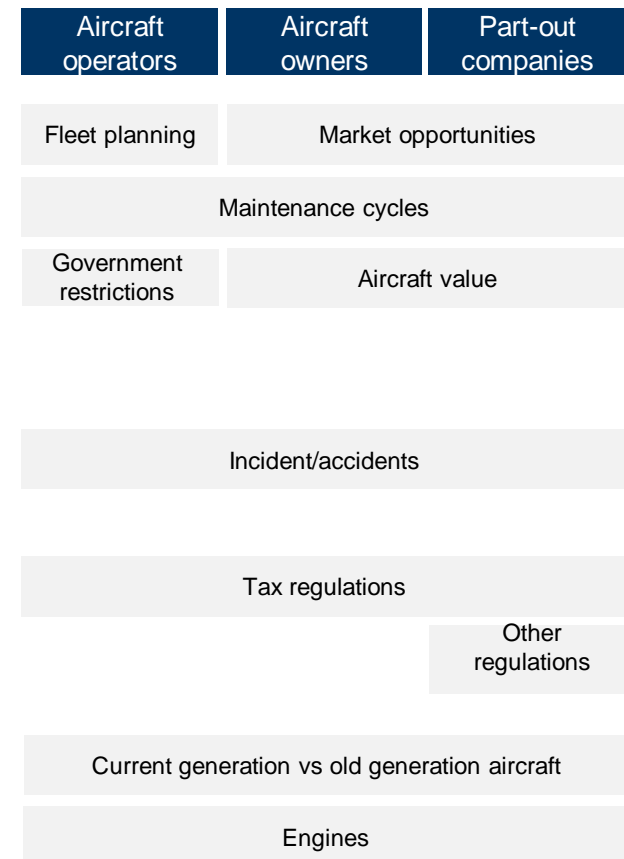 Aircraft
operators
Aircraft
owners
Part-out
companies
Fleet planning
Market opportunities
Maintenance cycles
Government
restrictions
Aircraft value
Incident/accidents
Tax regulations
Other
regulations
Current generation vs old generation aircraft
Engines